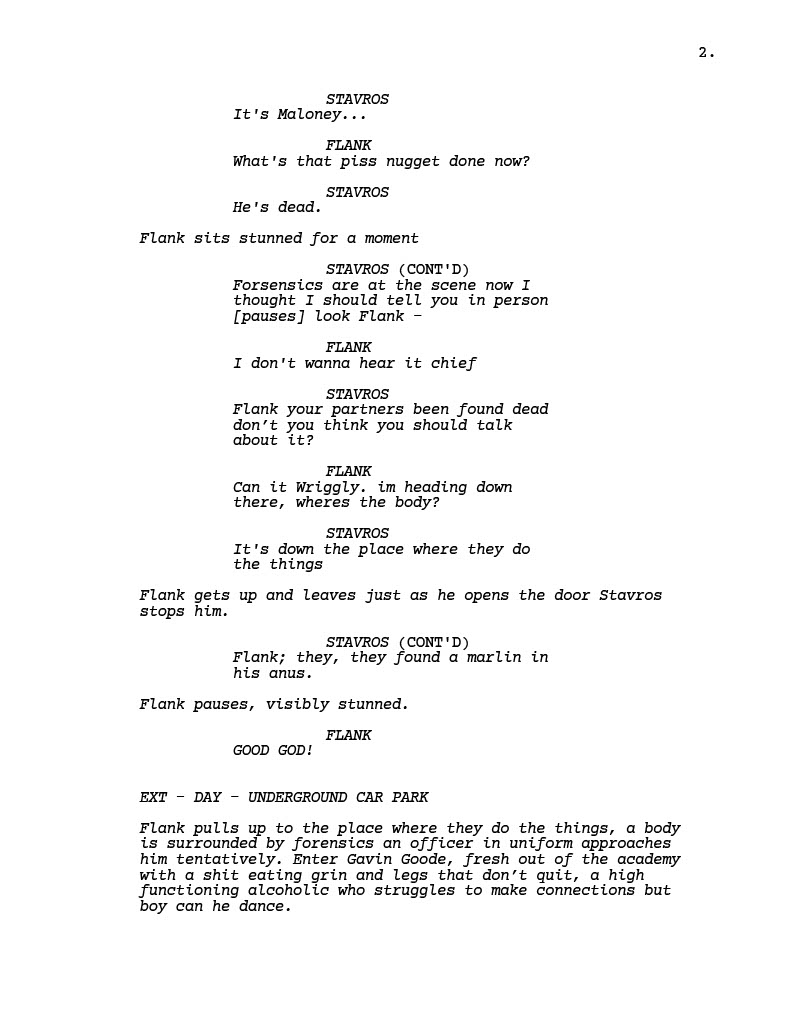 2.
STAVROS
It's Maloney...
FLANK
What's that piss nugget done now?
STAVROS
He's dead.
Flank sits stunned for a moment
STAVROS (CONT'D)
Forsensics are at the scene now I
thought I should tell you in person
[pauses] look Flank –
FLANK
I don't wanna hear it chief
STAVROS
Flank your partners been found dead
don’t you think you should talk
about it?
FLANK
Can it Wriggly. im heading down
there, wheres the body?
STAVROS
It's down the place where they do
the things
Flank gets up and leaves just as he opens the door Stavros
stops him.
STAVROS (CONT'D)
Flank; they, they found a marlin in
his anus.
Flank pauses, visibly stunned.
FLANK
GOOD GOD!
EXT – DAY – UNDERGROUND CAR PARK
Flank pulls up to the place where they do the things, a body
is surrounded by forensics an officer in uniform approaches
him tentatively. Enter Gavin Goode, fresh out of the academy
with a shit eating grin and legs that don’t quit, a high
functioning alcoholic who struggles to make connections but
boy can he dance.